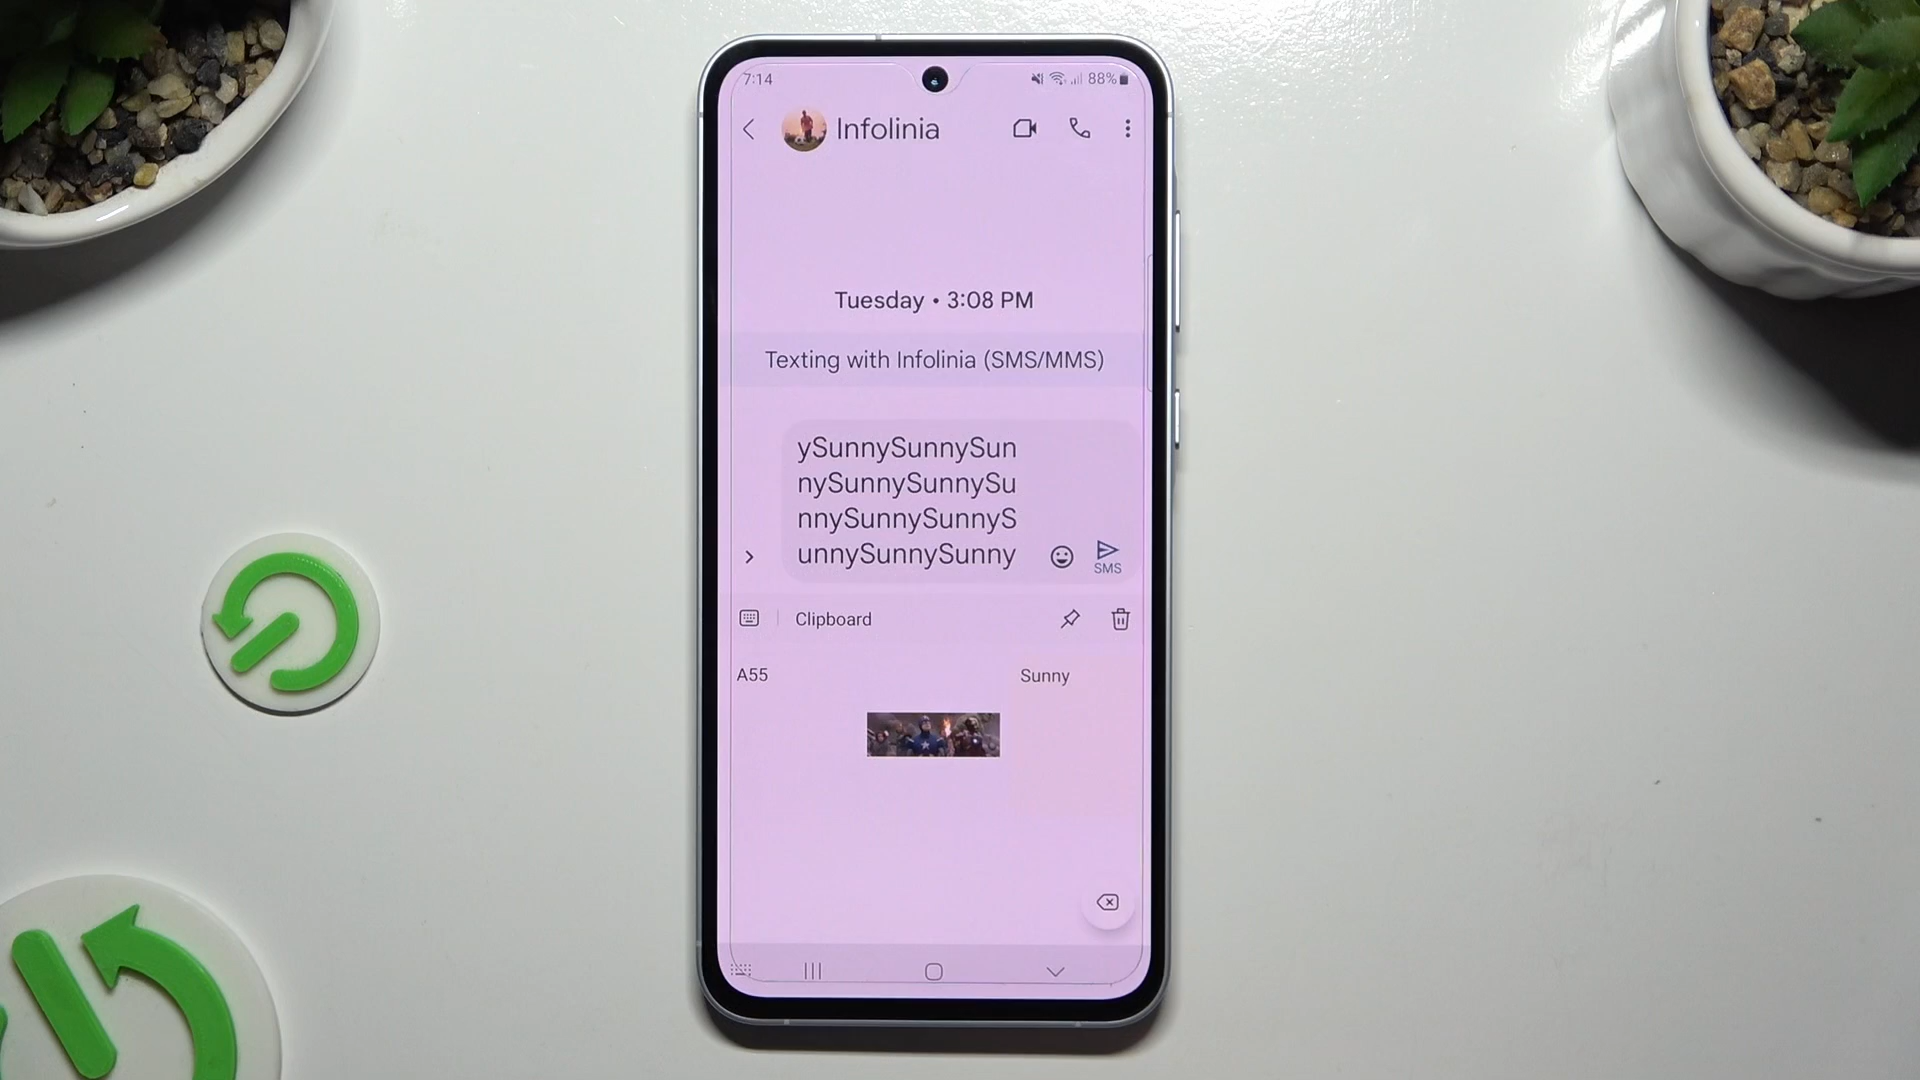 7:14 88%
Infolinia
Tuesday • 3:08 PM
Texting with Infolinia (SMS/MMS)
ySunnySunnySun
nySunnySunnySu
nnySunnySunnyS
unnySunnySunny
SMS
Clipboard
A55
Sunny